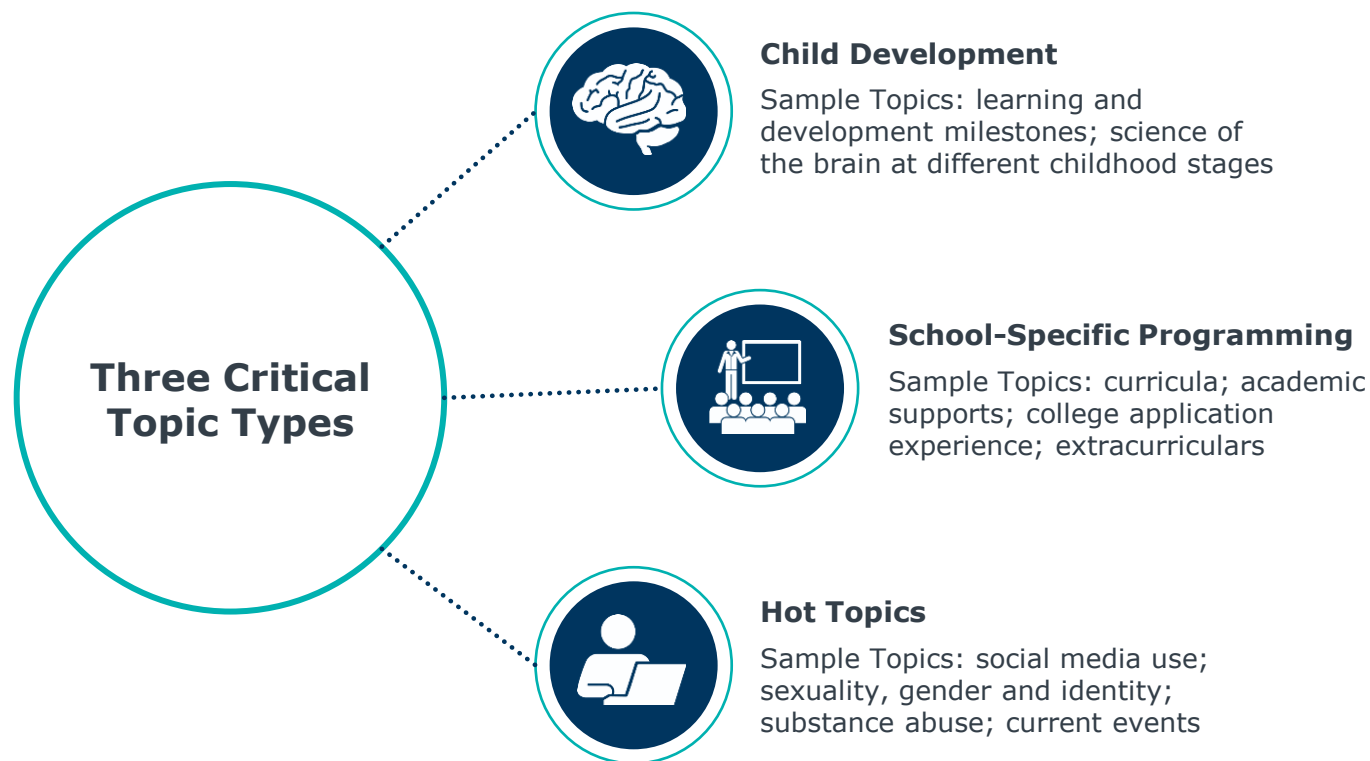 Three Critical
Topic Types
Child Development
Sample Topics: learning and
development milestones; science of
the brain at different childhood stages
School-Specific Programming
Sample Topics: curricula; academic
supports; college application
experience; extracurriculars
Hot Topics
Sample Topics: social media use;
sexuality, gender and identity;
substance abuse; current events